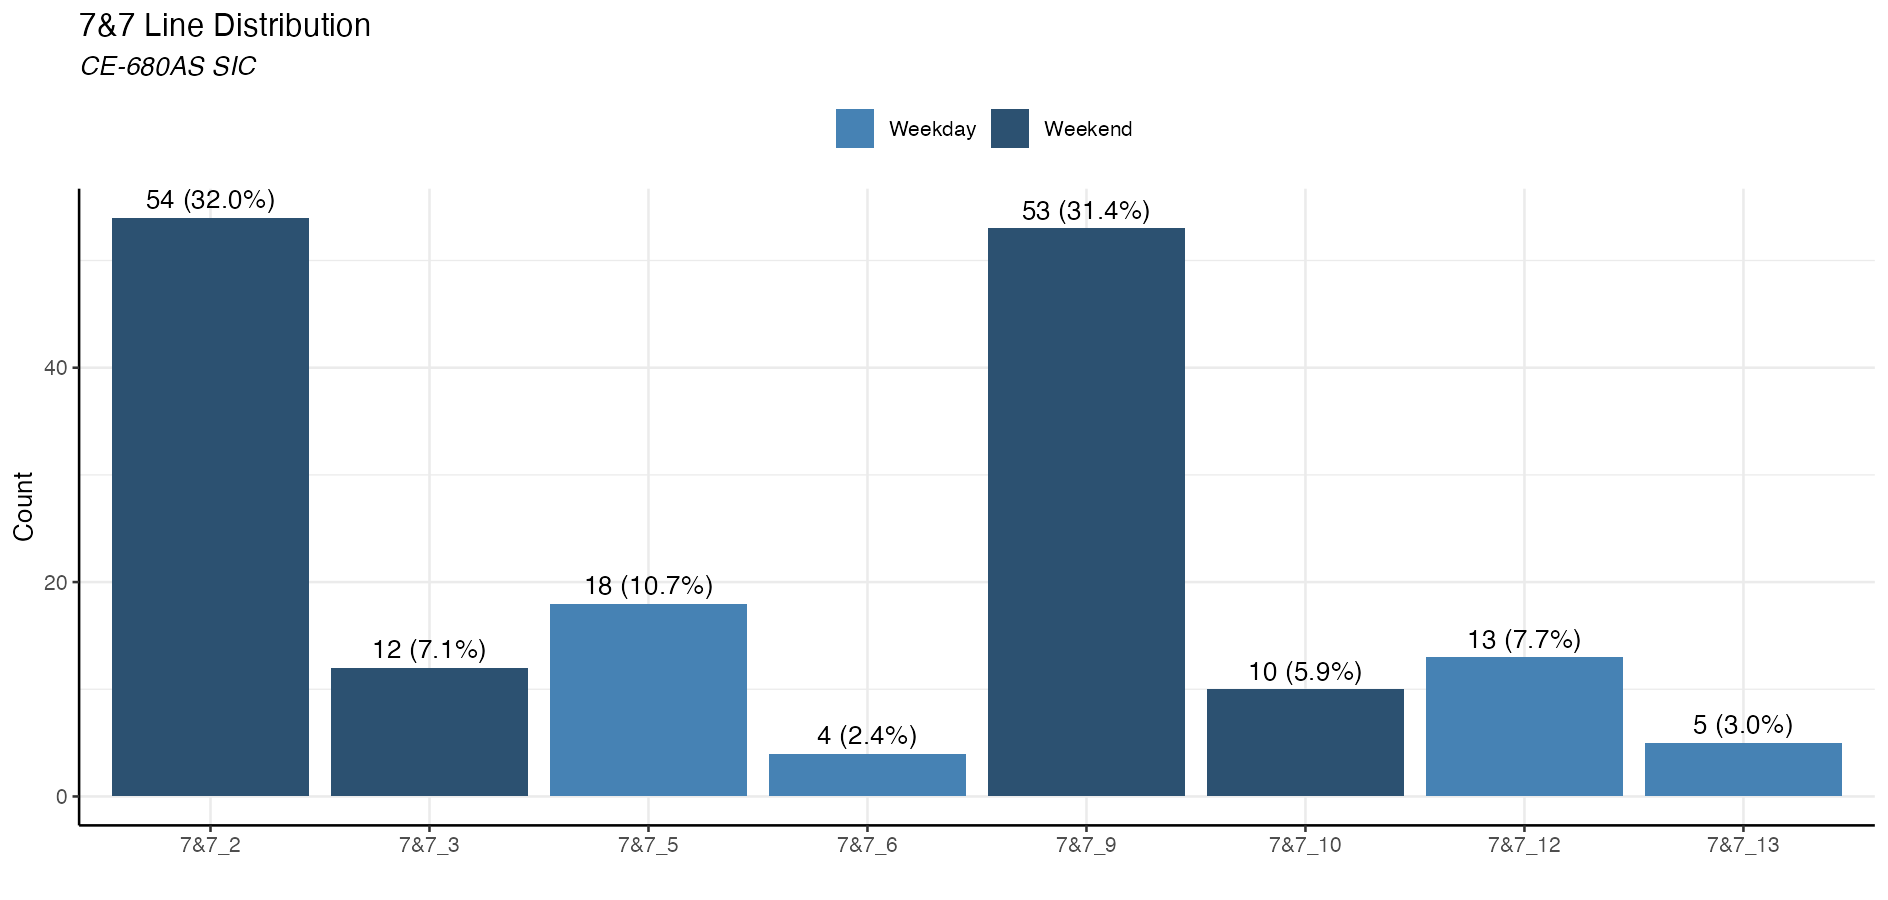 7&7 Line Distribution
CE-680AS SIC
Weekday Weekend
54 (32.0%)
53 (31.4%)
40
Count
20
18 (10.7%)
12 (7.1%)
13 (7.7%)
10 (5.9%)
4 (2.4%)
5 (3.0%)
0
7&7_2 7&7_3 7&7_5 7&7_6 7&7_9 7&7_10 7&7_12 7&7_13